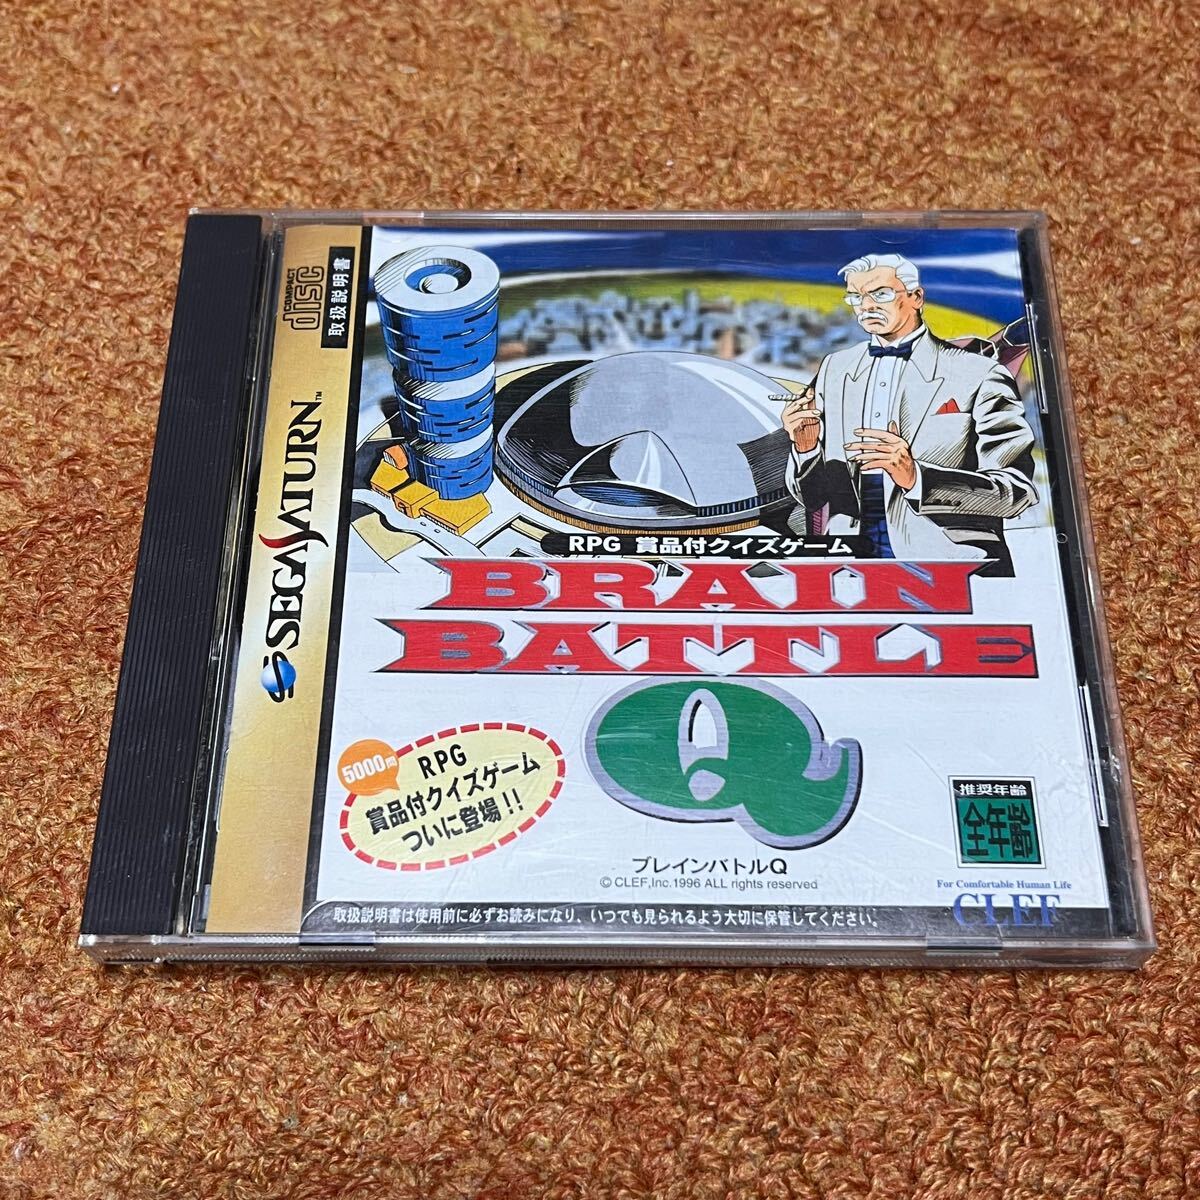 COMPACT
DISC
取扱説明書
SEGA SATURN™
RPG 賞品付クイズゲーム
BRAIN
BATTLE
Q
5000問
RPG
賞品付クイズゲーム
ついに登場!!
ブレインバトルQ
© CLEF,Inc.1996 ALL rights reserved
推奨年齢
全年齢
For Comfortable Human Life
CLEF
取扱説明書は使用前に必ずお読みになり、いつでも見られるよう大切に保管してください。